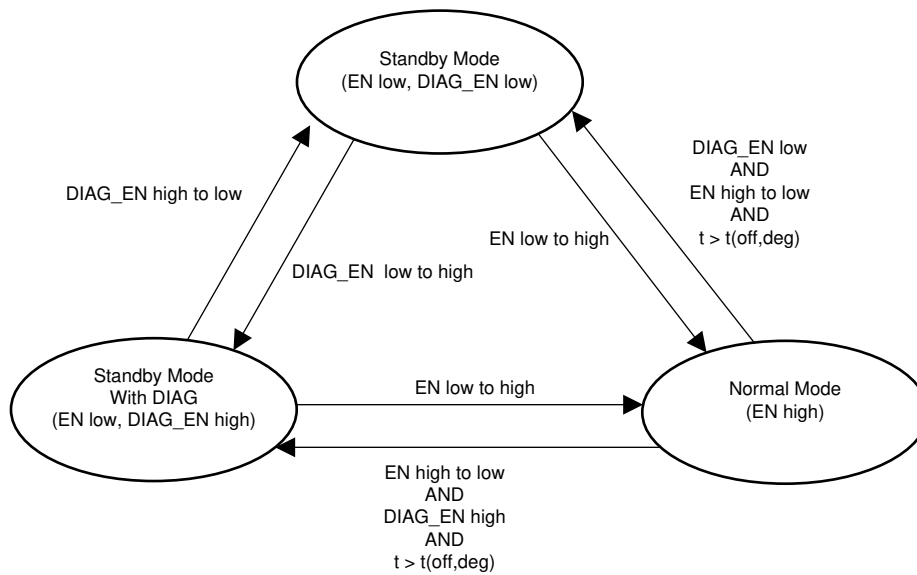 Standby Mode
(EN low, DIAG_EN low)
DIAG_EN high to low
DIAG_EN low to high
EN low to high
DIAG_EN low
AND
EN high to low
AND
t > t(off,deg)
Standby Mode
With DIAG
(EN low, DIAG_EN high)
EN low to high
Normal Mode
(EN high)
EN high to low
AND
DIAG_EN high
AND
t > t(off,deg)